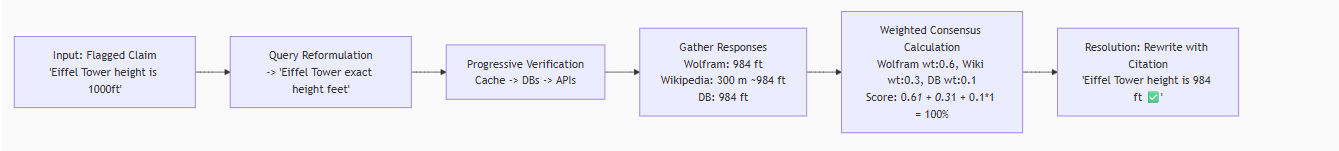 Input: Flagged Claim
'Eiffel Tower height is
1000ft'
Query Reformulation
-> 'Eiffel Tower exact
height feet'
Progressive Verification
Cache -> DBs -> APIs
Gather Responses
Wolfram: 984 ft
Wikipedia: 300 m ~984 ft
DB: 984 ft
Weighted Consensus
Calculation
Wolfram wt:0.6, Wiki
wt:0.3, DB wt:0.1
Score: 0.61 + 0.31 + 0.1*1
= 100%
Resolution: Rewrite with
Citation
'Eiffel Tower height is 984
ft ✅'